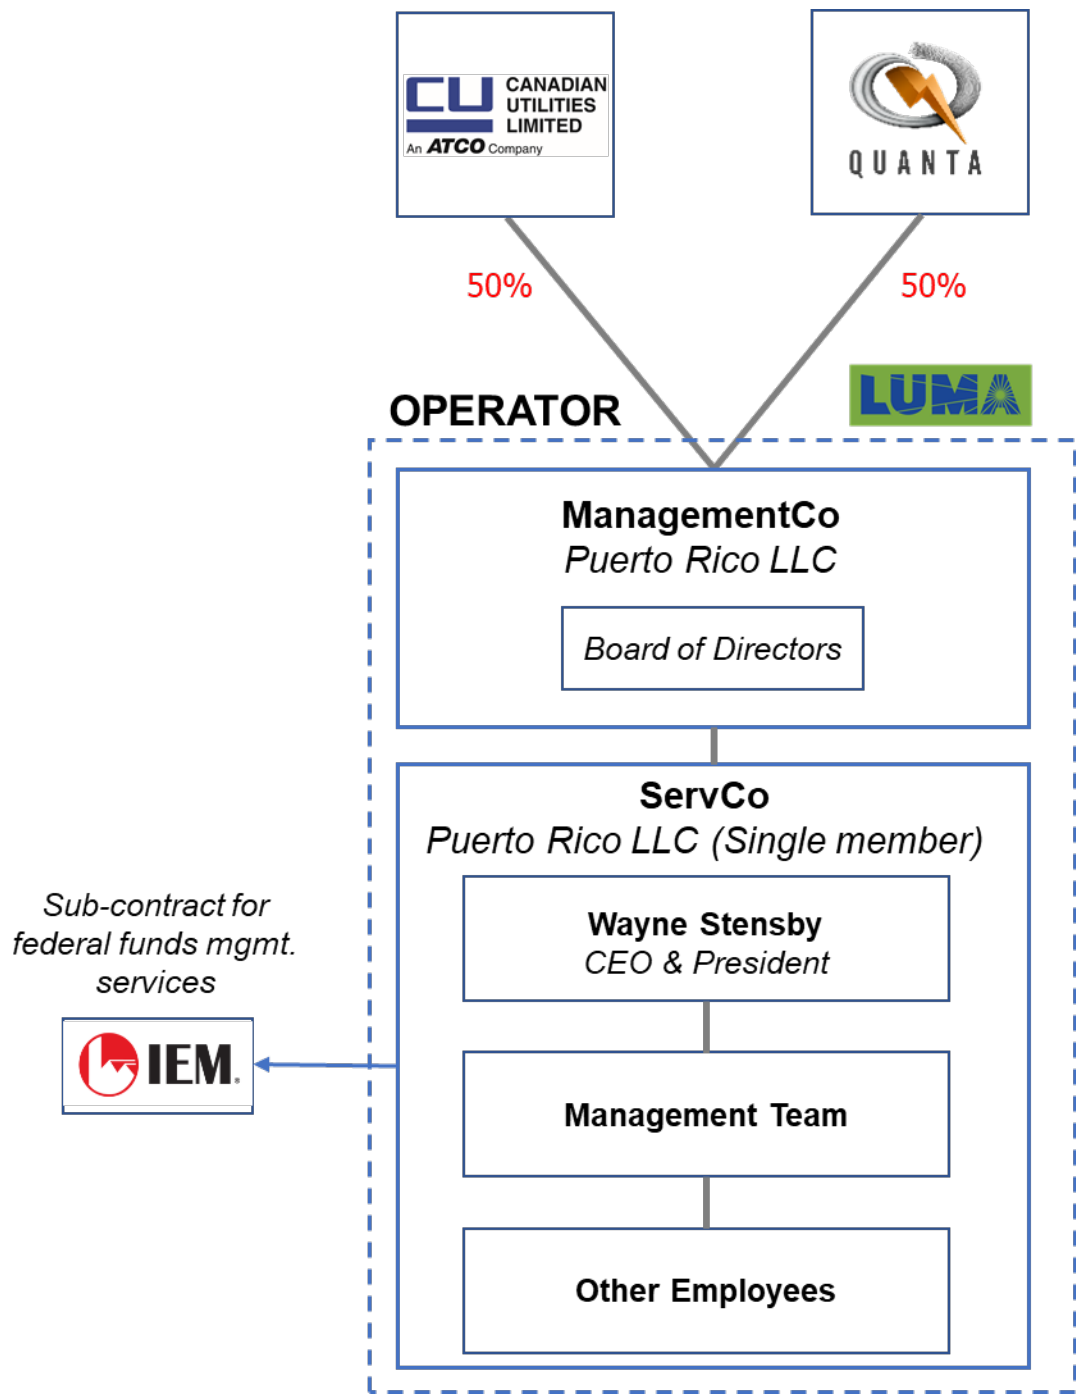 CU CANADIAN
UTILITIES
LIMITED
An ATCO Company
QUANTA
50%
50%
LUMA
OPERATOR
ManagementCo
Puerto Rico LLC
Board of Directors
ServCo
Puerto Rico LLC (Single member)
Wayne Stensby
CEO & President
Sub-contract for
federal funds mgmt.
services
IEM®
Management Team
Other Employees